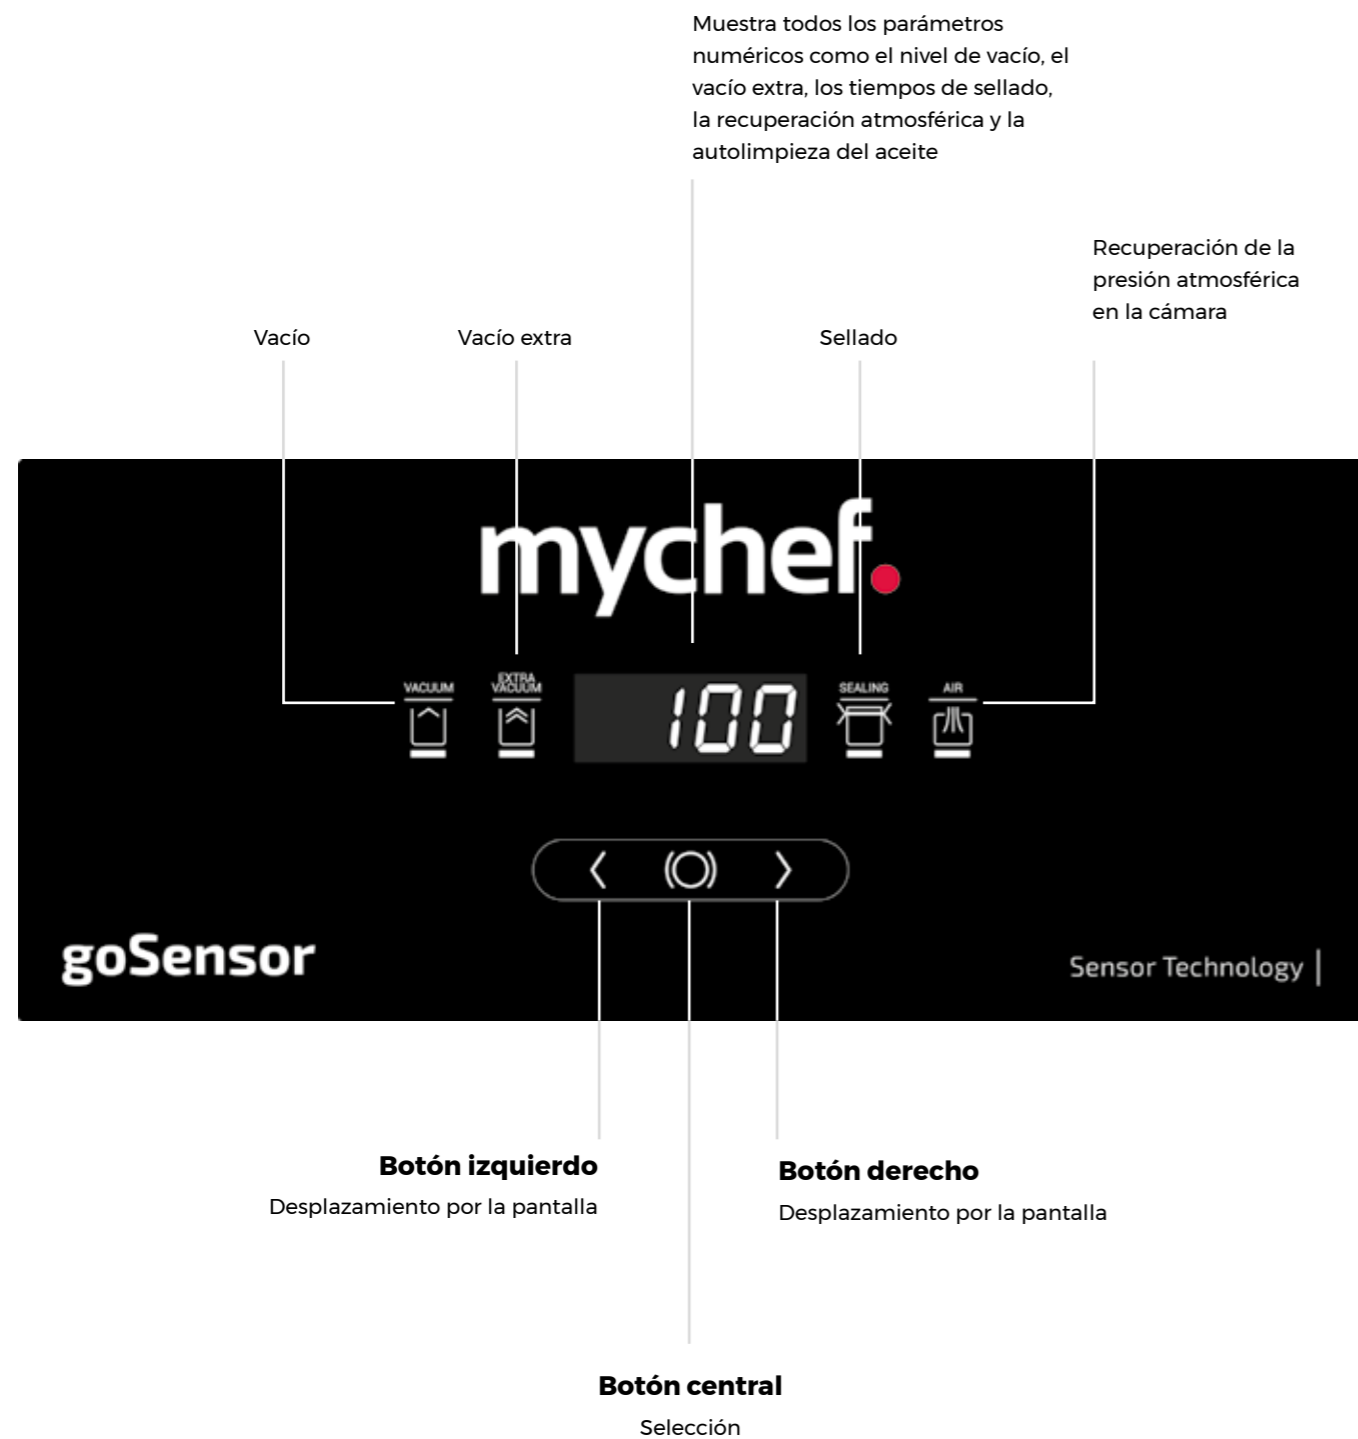 Muestra todos los parámetros
numéricos como el nivel de vacío, el
vacío extra, los tiempos de sellado,
la recuperación atmosférica y la
autolimpieza del aceite
Recuperación de la
presión atmosférica
en la cámara
Vacío
Vacío extra
Sellado
mychef.
VACUUM
EXTRA
VACUUM
100
SEALING
AIR
goSensor
Sensor Technology
Botón izquierdo
Desplazamiento por la pantalla
Botón derecho
Desplazamiento por la pantalla
Botón central
Selección